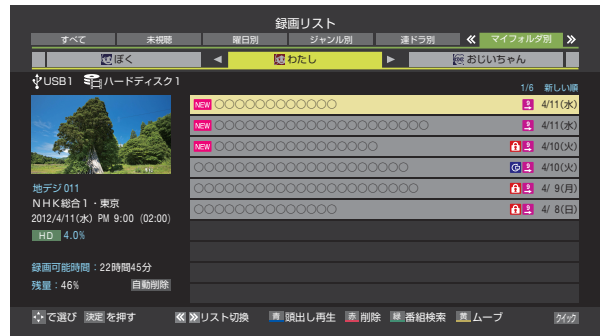 録画リスト
すべて 未視聴 曜日別 ジャンル別 連ドラ別 マイフォルダ別
ぼく わたし おじいちゃん
USB1 ハードディスク1
1/6 新しい順
NEW 〇〇〇〇〇〇〇〇〇〇〇〇 4/11(水)
NEW 〇〇〇〇〇〇〇〇〇〇〇〇〇〇〇〇〇〇〇〇〇 4/11(水)
NEW 〇〇〇〇〇〇〇〇〇〇〇〇〇〇〇〇 4/10(火)
〇〇〇〇〇〇〇〇〇〇〇〇〇〇〇〇〇〇〇〇〇 4/10(火)
〇〇〇〇〇〇〇〇〇〇〇〇〇〇〇〇〇〇〇〇〇〇 4/ 9(月)
〇〇〇〇〇〇〇〇〇〇〇〇〇〇 4/ 8(日)
地デジ 011
NHK総合1・東京
2012/4/11(水) PM 9:00 (02:00)
HD 4.0%
録画可能時間：22時間45分
残量：46% 自動削除
で選び 決定 を押す リスト切換 青 頭出し再生 赤 削除 緑 番組検索 黄 ムーブ クイック